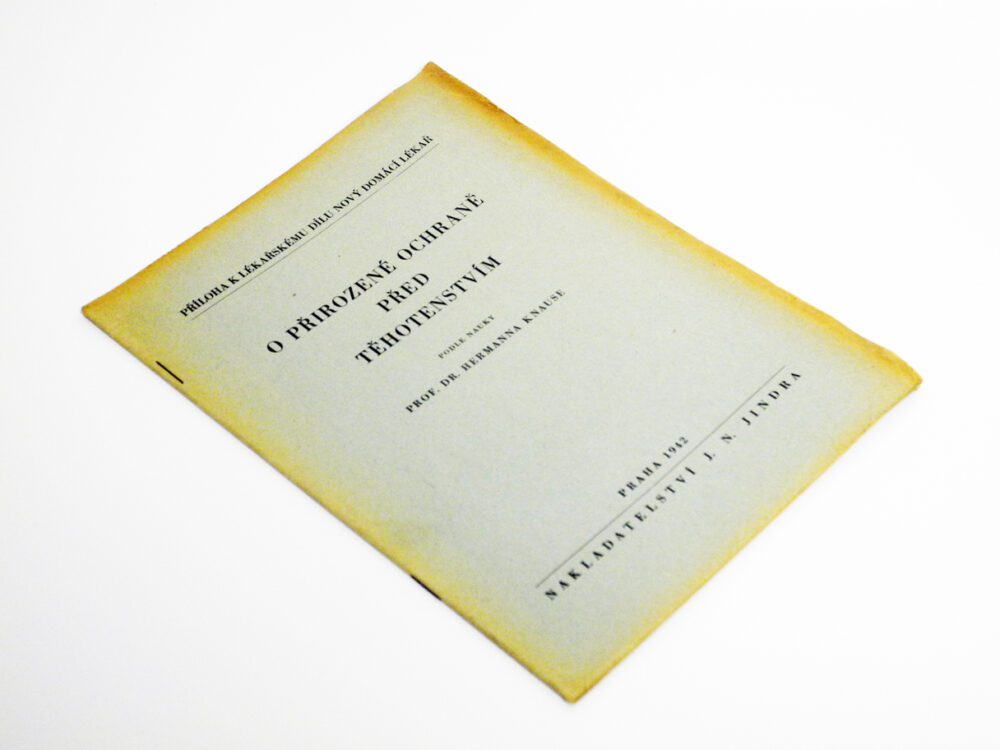 PŘÍLOHA K LÉKAŘSKÉMU DÍLU NOVÝ DOMÁCÍ LÉKAŘ
O PŘIROZENÉ OCHRANĚ
PŘED
TĚHOTENSTVÍM
PODLE NAUKY
PROF. DR. HERMANNA KNAUSE
PRAHA 1942
NAKLADATELSTVÍ J. N. JINDRA